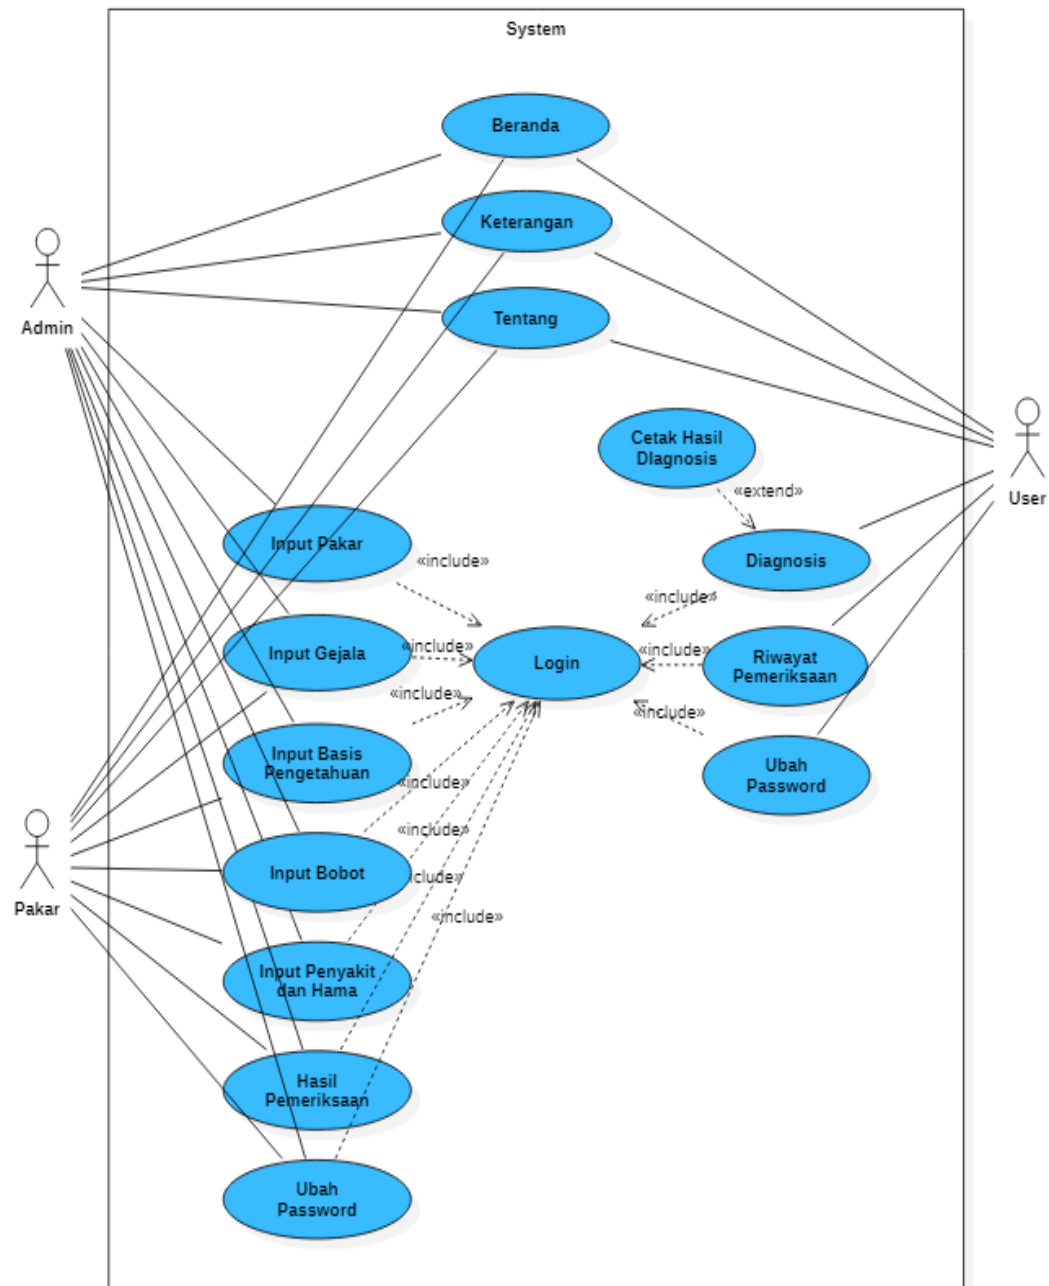 System
Beranda
Keterangan
Admin
Tentang
Cetak Hasil
DIagnosis
«extend»
User
Input Pakar
«include»
Diagnosis
«include»
Input Gejala
«include»
Login
«include»
Riwayat
Pemeriksaan
«include»
«include»
Input Basis
Pengetahuan
«include»
Ubah
Password
«include»
Input Bobot
clude»
Pakar
«include»
Input Penyakit
dan Hama
Hasil
Pemeriksaan
Ubah
Password